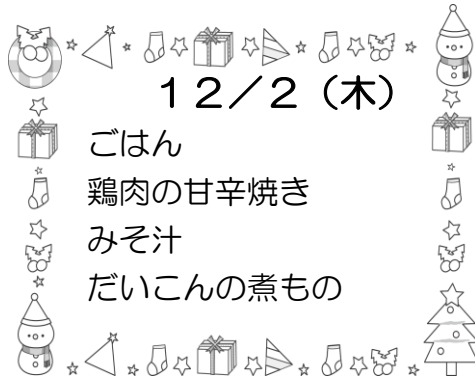 １２／２（木）
ごはん
鶏肉の甘辛焼き
みそ汁
だいこんの煮もの